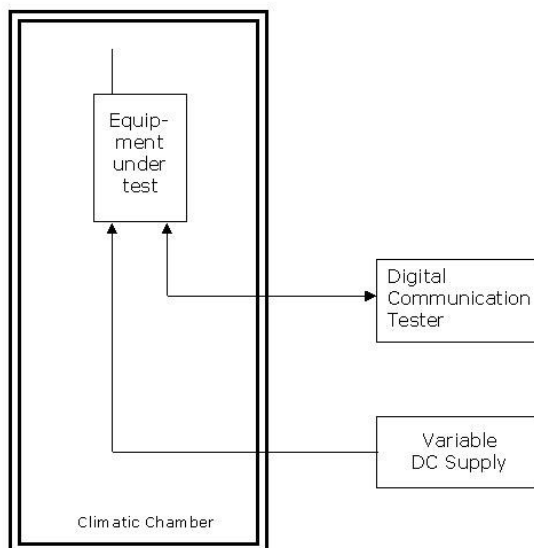 Equip-
ment
under
test
Digital
Communication
Tester
Variable
DC Supply
Climatic Chamber